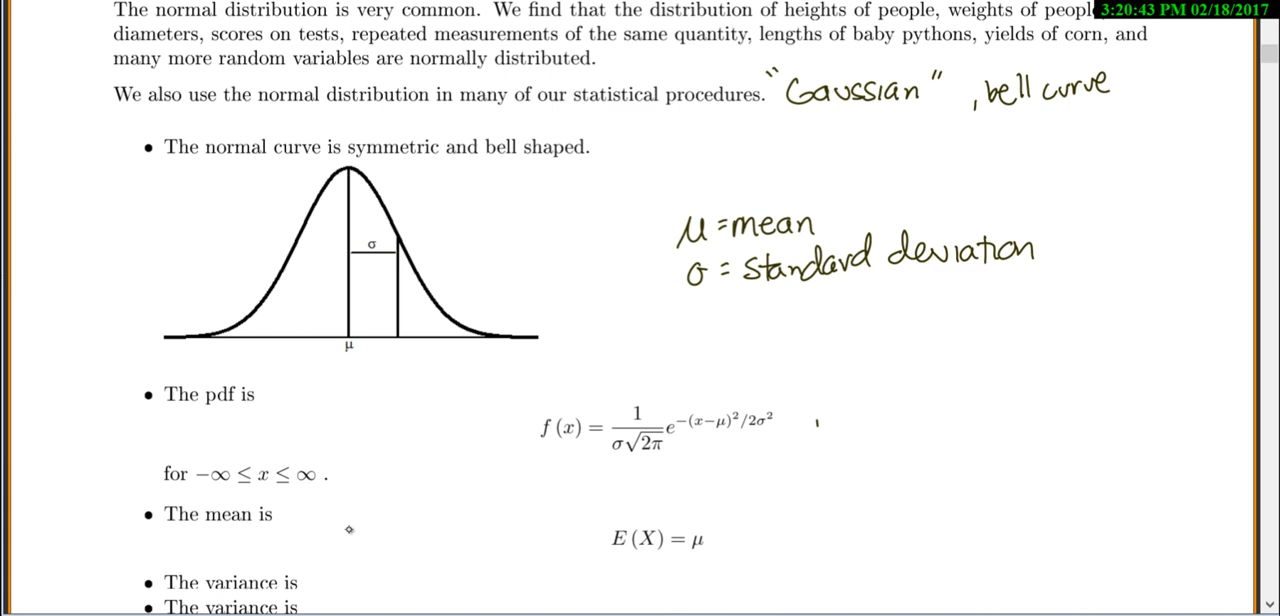 The normal distribution is very common. We find that the distribution of heights of people, weights of peopl 3:20:43 PM 02/18/2017
diameters, scores on tests, repeated measurements of the same quantity, lengths of baby pythons, yields of corn, and
many more random variables are normally distributed.
We also use the normal distribution in many of our statistical procedures. "Gaussian" , bell curve
• The normal curve is symmetric and bell shaped.
μ = mean
σ
σ = standard deviation
μ
• The pdf is
f (x) = 1/(σ√2π) e^{−(x−μ)²/2σ²}
for −∞ ≤ x ≤ ∞ .
• The mean is
E (X) = μ
• The variance is
• The variance is